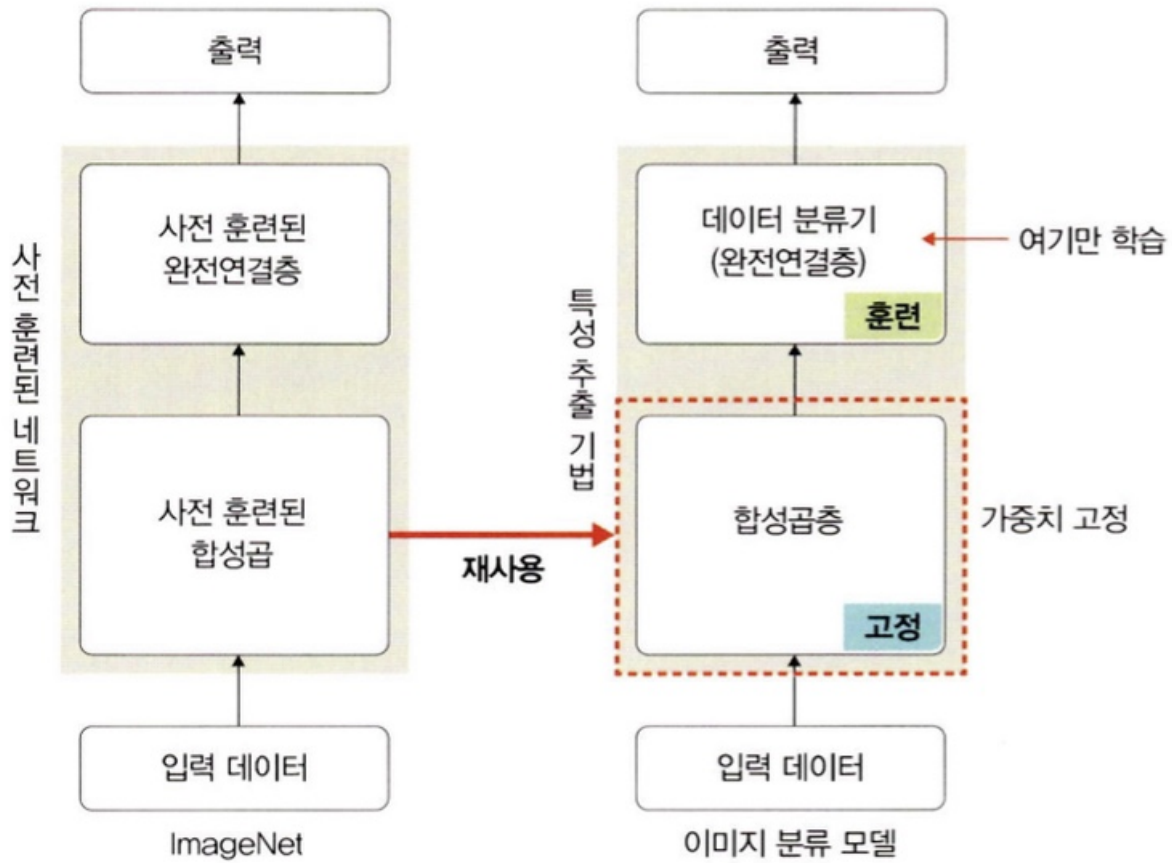 출력
사전 훈련된
완전연결층
사전 훈련된 네트워크
사전 훈련된
합성곱
입력 데이터
ImageNet
재사용
출력
데이터 분류기
(완전연결층)
훈련
여기만 학습
특성 추출 기법
합성곱층
고정
가중치 고정
입력 데이터
이미지 분류 모델